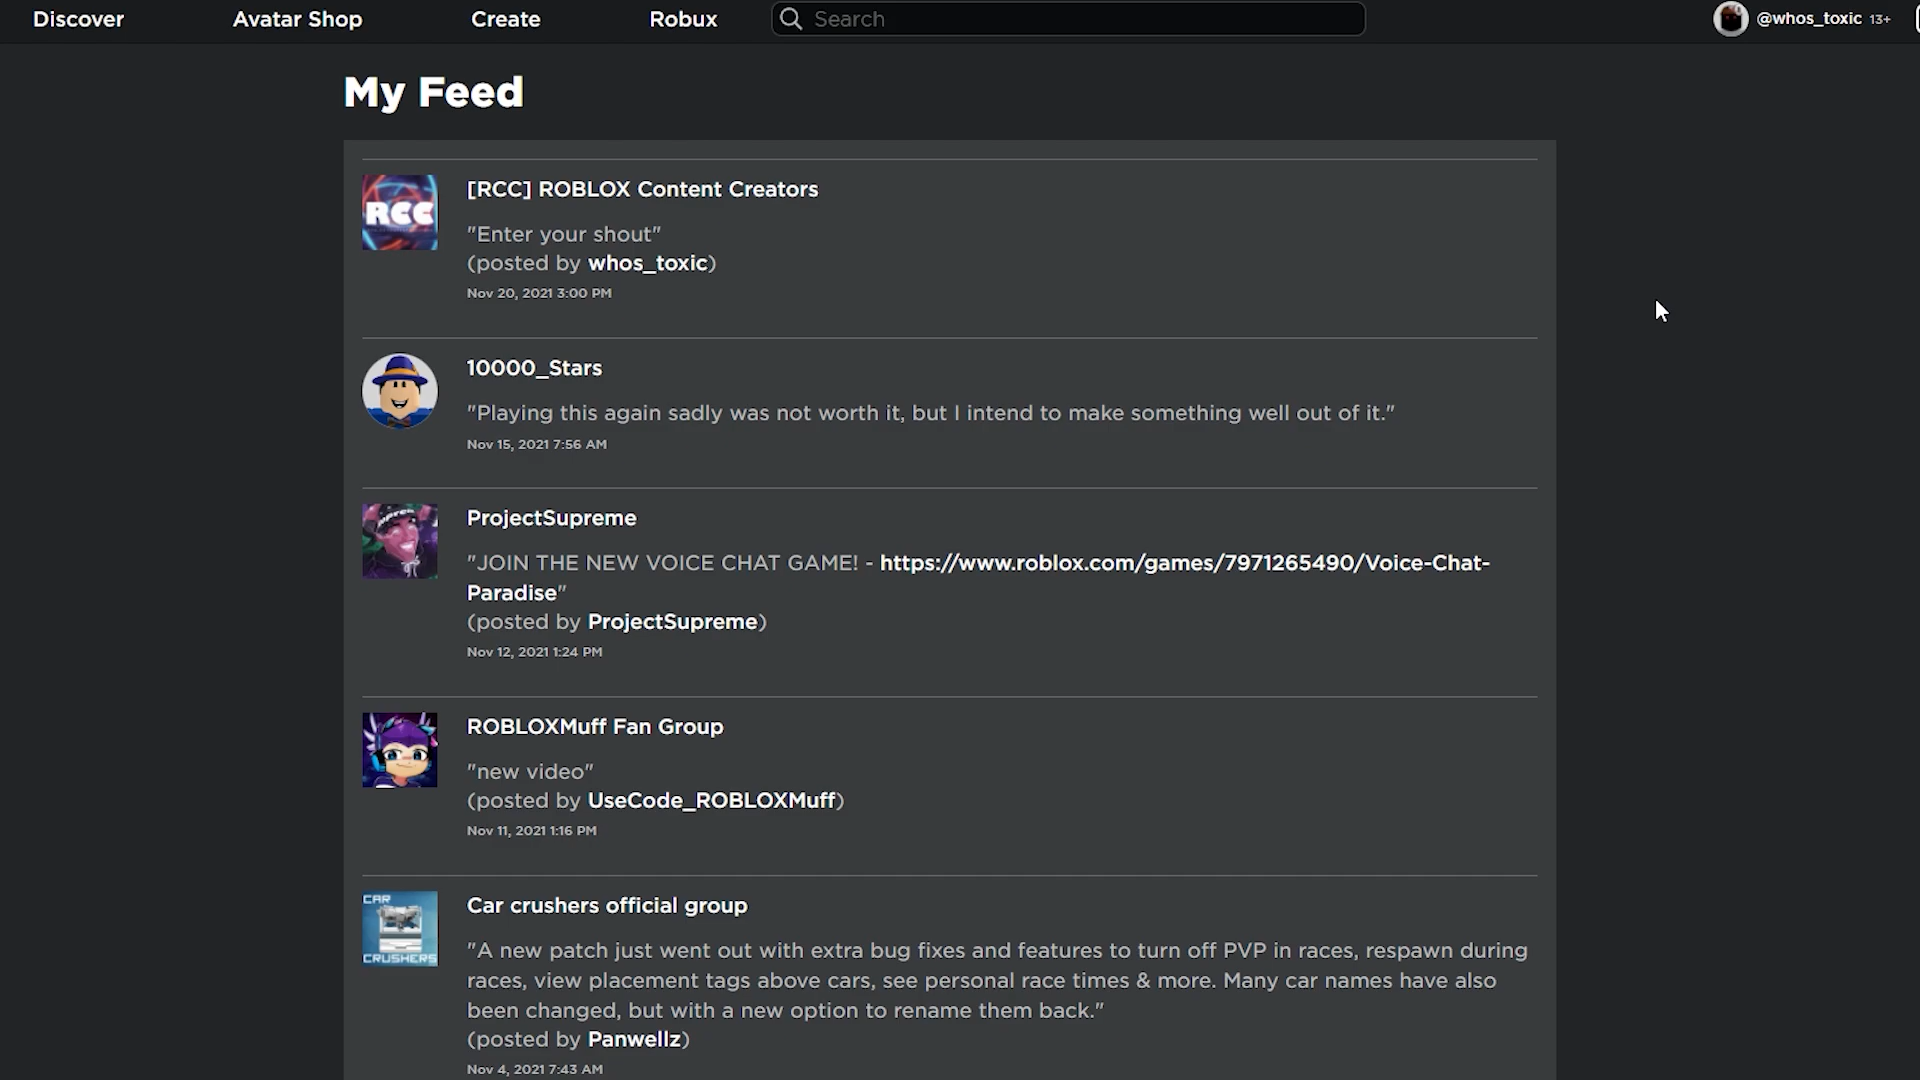 Discover Avatar Shop Create Robux Search @whos_toxic 13+
My Feed
RCC
[RCC] ROBLOX Content Creators
"Enter your shout"
(posted by whos_toxic)
Nov 20, 2021 3:00 PM
10000_Stars
"Playing this again sadly was not worth it, but I intend to make something well out of it."
Nov 15, 2021 7:56 AM
ProjectSupreme
"JOIN THE NEW VOICE CHAT GAME! - https://www.roblox.com/games/7971265490/Voice-Chat-
Paradise"
(posted by ProjectSupreme)
Nov 12, 2021 1:24 PM
ROBLOXMuff Fan Group
"new video"
(posted by UseCode_ROBLOXMuff)
Nov 11, 2021 1:16 PM
CAR
CRUSHERS
Car crushers official group
"A new patch just went out with extra bug fixes and features to turn off PVP in races, respawn during
races, view placement tags above cars, see personal race times & more. Many car names have also
been changed, but with a new option to rename them back."
(posted by Panwellz)
Nov 4, 2021 7:43 AM